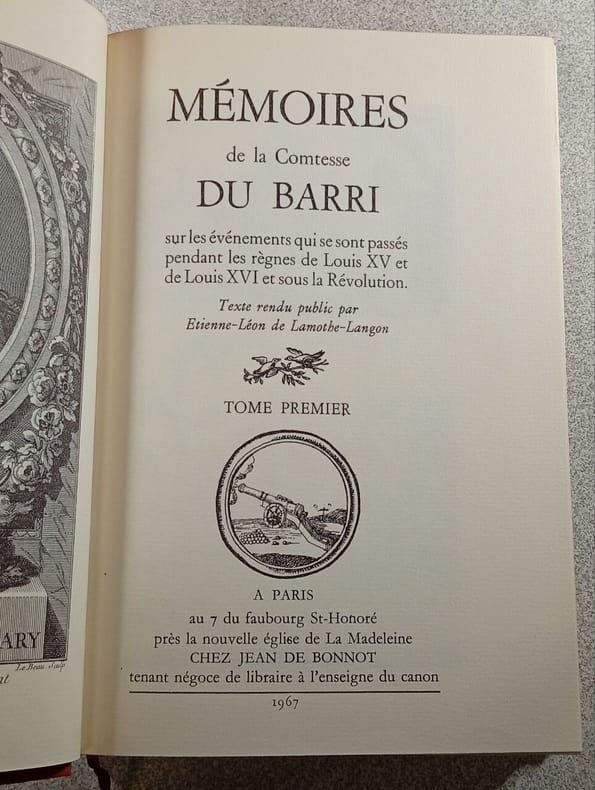 ARY
Le Beau Sculp
nt
MÉMOIRES
de la Comtesse
DU BARRI
sur les événements qui se sont passés
pendant les règnes de Louis XV et
de Louis XVI et sous la Révolution.
Texte rendu public par
Etienne-Léon de Lamothe-Langon
TOME PREMIER
A PARIS
au 7 du faubourg St-Honoré
près la nouvelle église de La Madeleine
CHEZ JEAN DE BONNOT
tenant négoce de libraire à l'enseigne du canon
1967